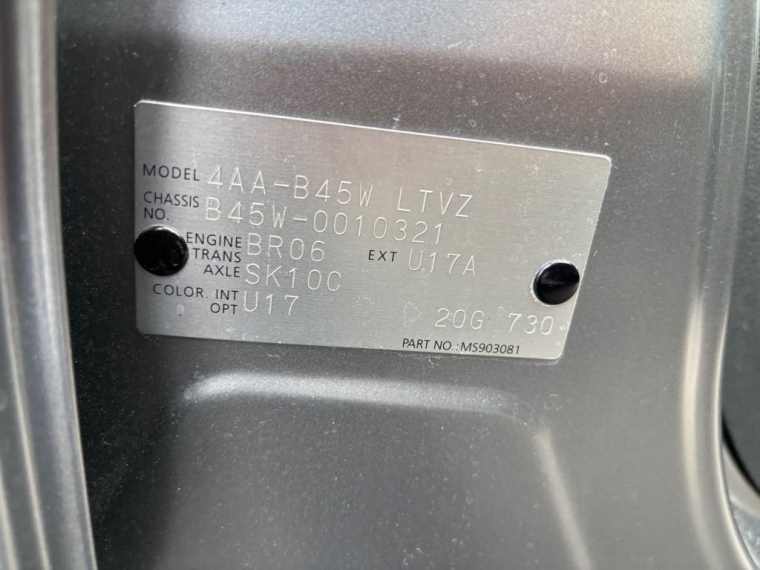 MODEL 4AA-B45W LTVZ
CHASSIS NO. B45W-0010321
ENGINE BR06 EXT U17A
TRANS AXLE SK10C
COLOR. INT U17
OPT 20G 730
PART NO.: MS903081